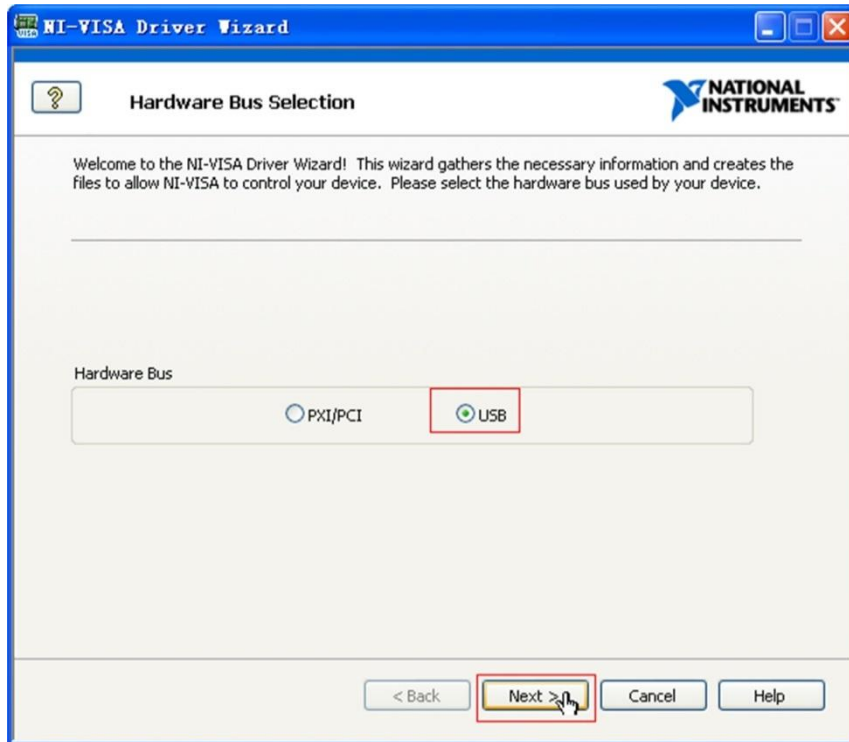 NI-VISA Driver Wizard
?
Hardware Bus Selection
NATIONAL
INSTRUMENTS
Welcome to the NI-VISA Driver Wizard! This wizard gathers the necessary information and creates the
files to allow NI-VISA to control your device. Please select the hardware bus used by your device.
Hardware Bus
PXI/PCI USB
< Back Next > Cancel Help